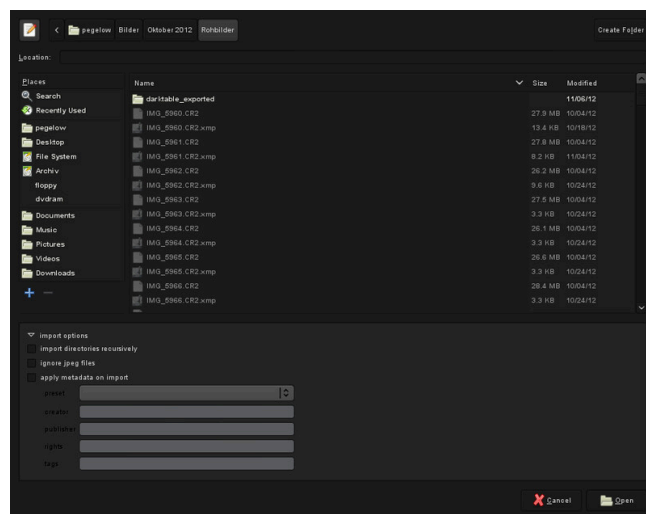 pegelow Bilder Oktober 2012 Rohbilder Create Folder
Location:
Places
Search
Recently Used
pegelow
Desktop
File System
Archiv
floppy
dvdram
Documents
Music
Pictures
Videos
Downloads
Name Size Modified
darktable_exported 11/06/12
IMG_5960.CR2 27.9 MB 10/04/12
IMG_5960.CR2.xmp 13.4 KB 10/18/12
IMG_5961.CR2 27.8 MB 10/04/12
IMG_5961.CR2.xmp 8.2 KB 11/04/12
IMG_5962.CR2 26.2 MB 10/04/12
IMG_5962.CR2.xmp 9.6 KB 10/24/12
IMG_5963.CR2 27.5 MB 10/04/12
IMG_5963.CR2.xmp 3.3 KB 10/24/12
IMG_5964.CR2 26.1 MB 10/04/12
IMG_5964.CR2.xmp 3.3 KB 10/24/12
IMG_5965.CR2 26.6 MB 10/04/12
IMG_5965.CR2.xmp 3.3 KB 10/24/12
IMG_5966.CR2 28.4 MB 10/04/12
IMG_5966.CR2.xmp 3.3 KB 10/24/12
import options
import directories recursively
ignore jpeg files
apply metadata on import
preset
creator
publisher
rights
tags
Cancel Open